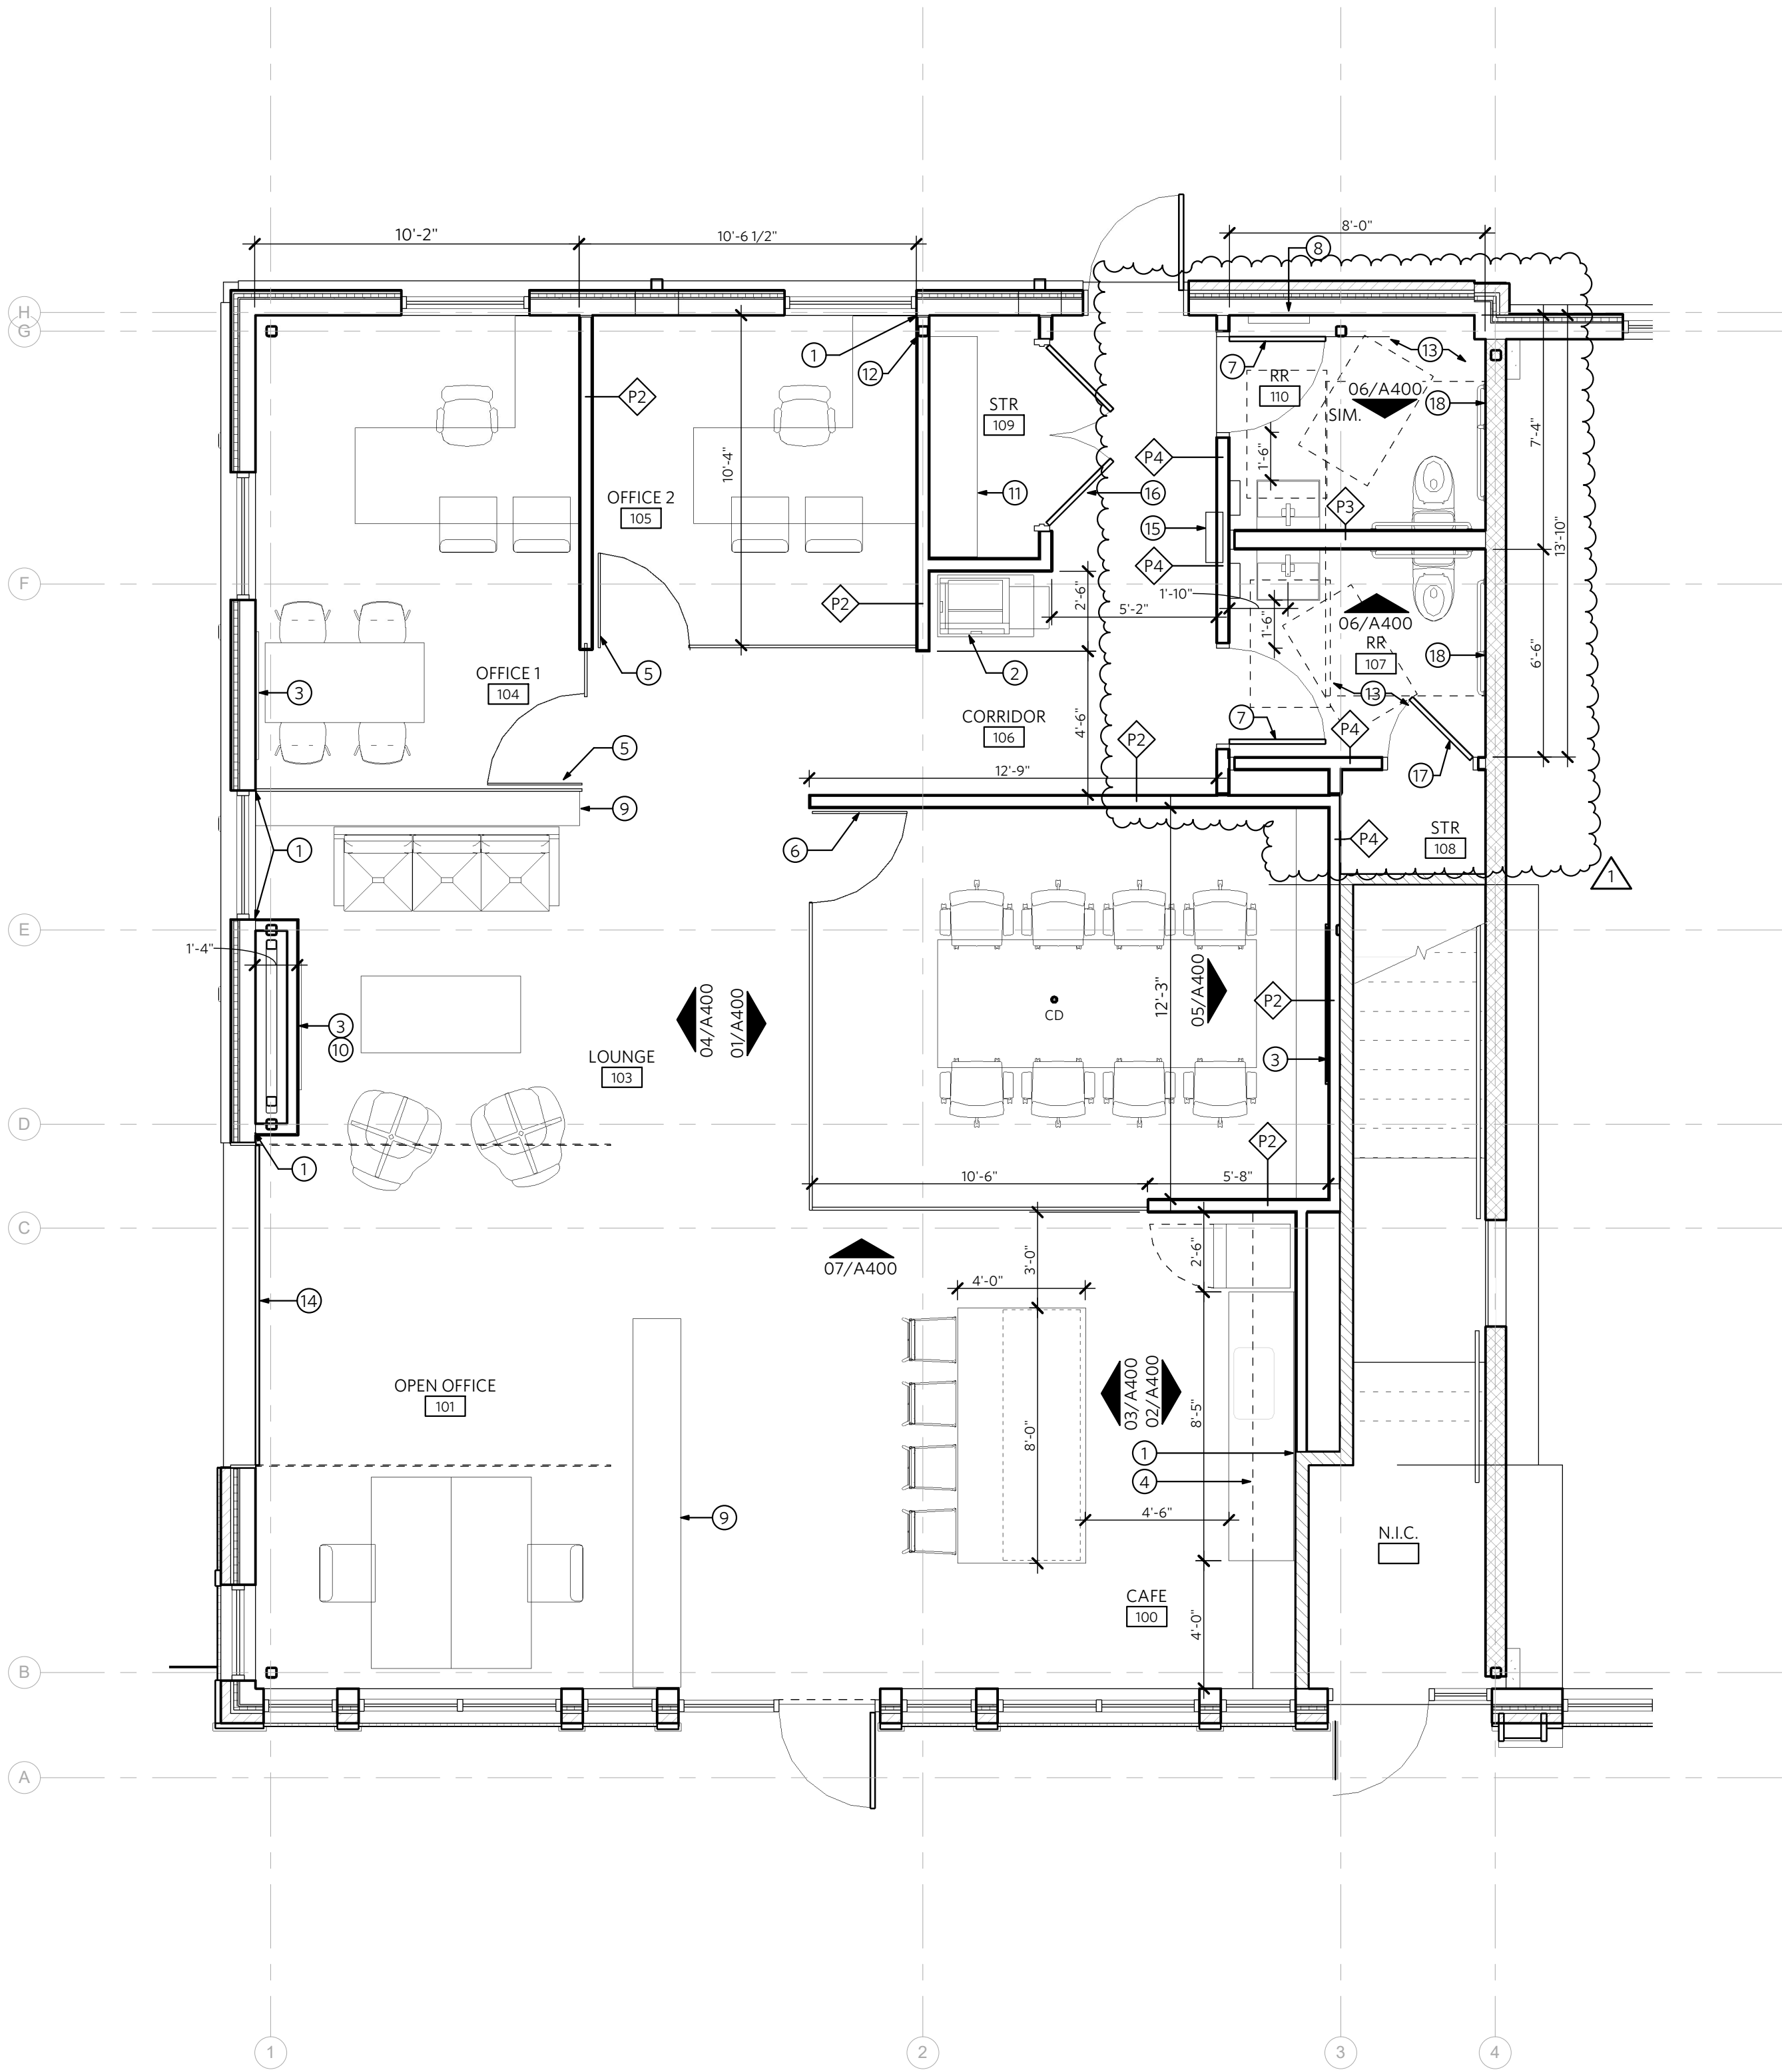 10'-2"
10'-6 1/2"
8'-0"
8
H
G
1
12
7
13
RR
110
06/A400
SIM.
18
P2
STR
109
7'-4"
P4
1'-6"
10'-4"
OFFICE 2
105
11
16
P3
15
13'-10"
P4
F
P2
2'-6"
1'-10"
5'-2"
1'-6"
06/A400
RR
107
18
6'-6"
OFFICE 1
104
5
2
3
13
CORRIDOR
106
4'-6"
7
P4
P2
5
12'-9"
17
9
1
6
STR
108
P4
1
E
1'-4"
04/A400
01/A400
CD
12'-3"
05/A400
P2
3
10
LOUNGE
103
3
D
1
P2
10'-6"
5'-8"
C
07/A400
3'-0"
2'-6"
4'-0"
14
OPEN OFFICE
101
03/A400
02/A400
8'-0"
8'-5"
1
4
9
4'-6"
N.I.C.
CAFE
100
4'-0"
B
A
1
2
3
4